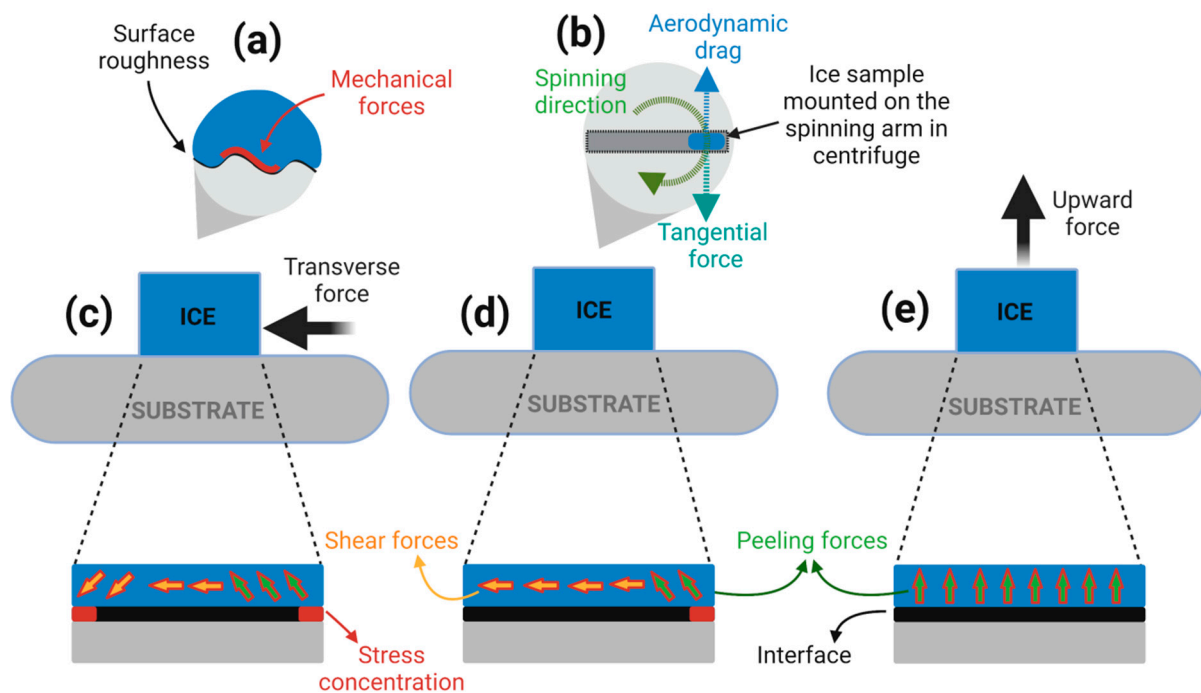 (a)
Surface
roughness
Mechanical
forces
(b)
Aerodynamic
drag
Spinning
direction
Ice sample
mounted on the
spinning arm in
centrifuge
Tangential
force
(c)
ICE
Transverse
force
SUBSTRATE
(d)
ICE
SUBSTRATE
(e)
Upward
force
ICE
SUBSTRATE
Shear forces
Peeling forces
Stress
concentration
Interface